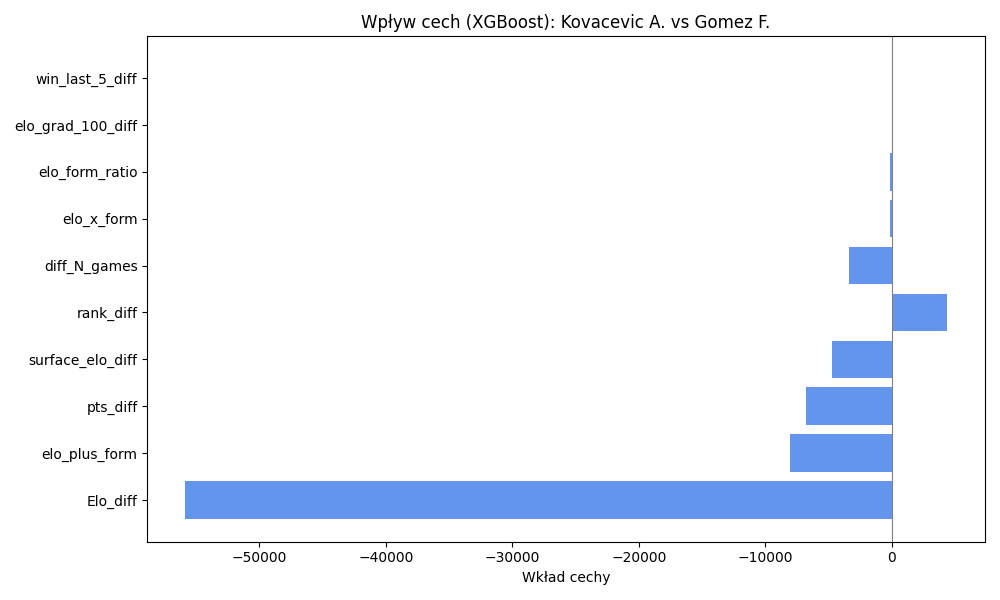 Wpływ cech (XGBoost): Kovacevic A. vs Gomez F.
win_last_5_diff
elo_grad_100_diff
elo_form_ratio
elo_x_form
diff_N_games
rank_diff
surface_elo_diff
pts_diff
elo_plus_form
Elo_diff
−50000 −40000 −30000 −20000 −10000 0
Wkład cechy